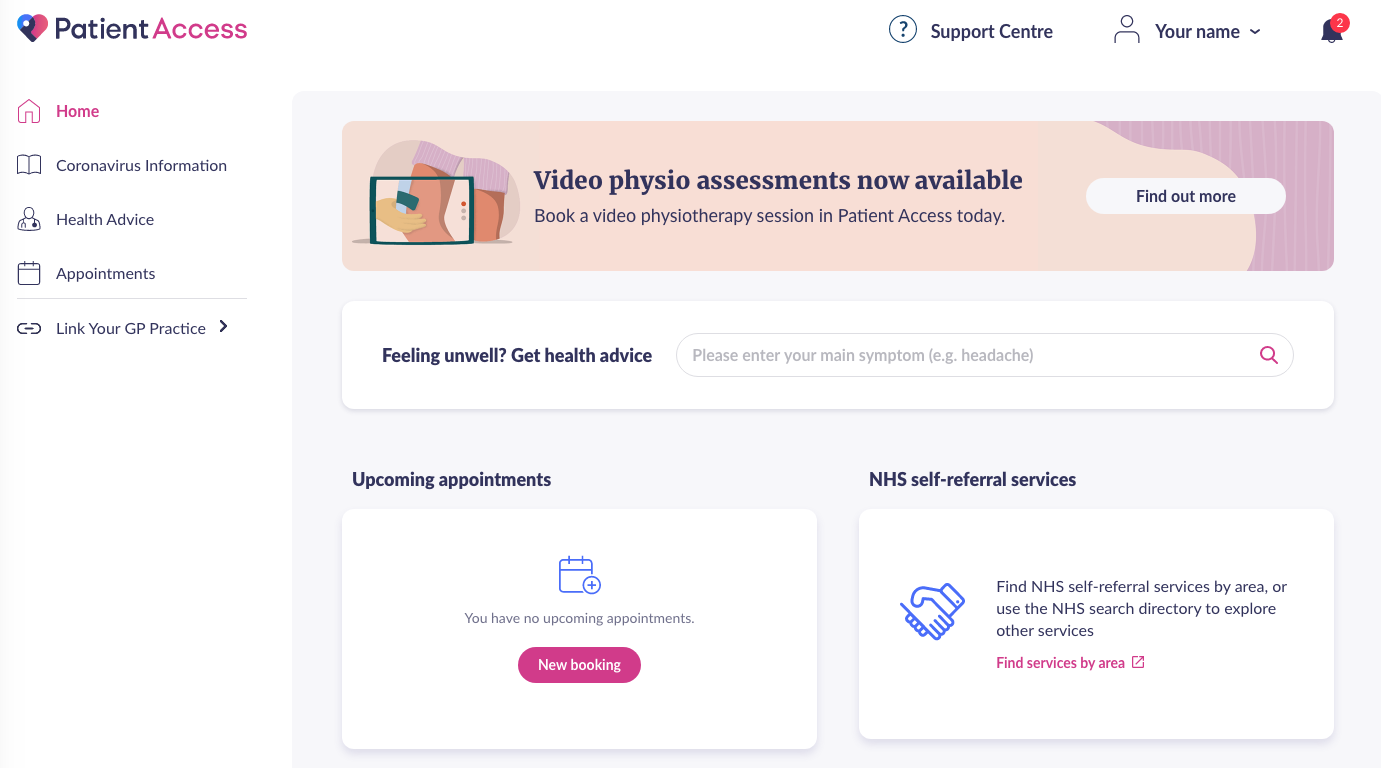 Patient Access
? Support Centre
Your name
2
Home
Coronavirus Information
Health Advice
Appointments
Link Your GP Practice
Video physio assessments now available
Book a video physiotherapy session in Patient Access today.
Find out more
Feeling unwell? Get health advice
Please enter your main symptom (e.g. headache)
Upcoming appointments
You have no upcoming appointments.
New booking
NHS self-referral services
Find NHS self-referral services by area, or
use the NHS search directory to explore
other services
Find services by area